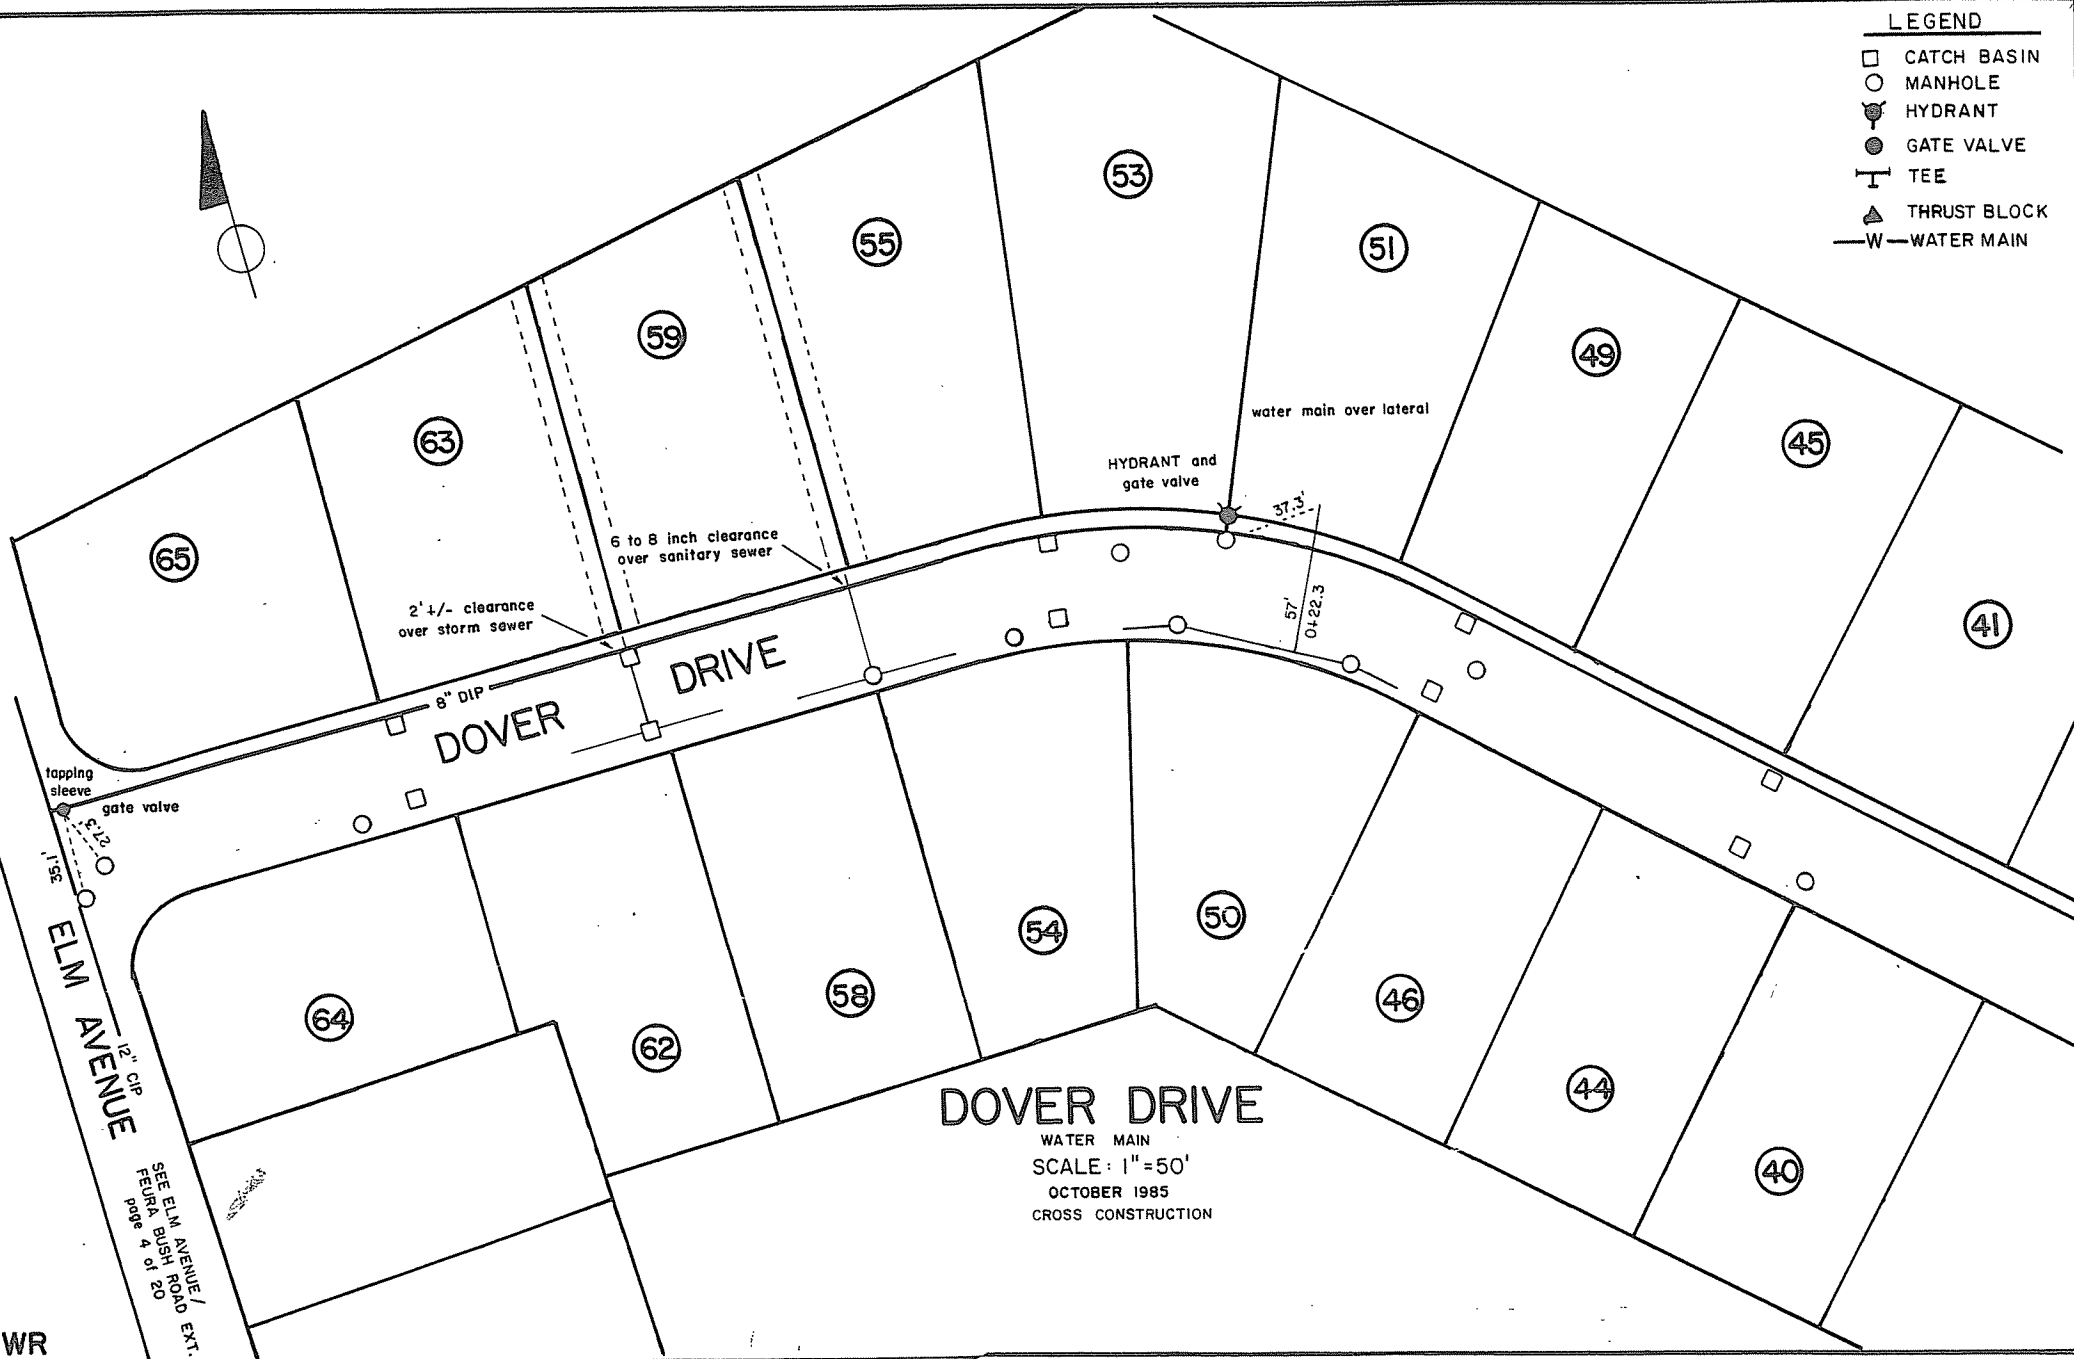 LEGEND
CATCH BASIN
MANHOLE
HYDRANT
GATE VALVE
TEE
THRUST BLOCK
—W—WATER MAIN
53
55
51
59
49
63
45
water main over lateral
HYDRANT and
gate valve
37.3'
65
6 to 8 inch clearance
over sanitary sewer
2' +/- clearance
over storm sewer
57'
0+22.3
41
8" DIP
DOVER DRIVE
tapping
sleeve
gate valve
27.3'
35.1'
ELM AVENUE
12" CIP
64
62
58
54
50
46
44
40
DOVER DRIVE
WATER MAIN
SCALE: 1"=50'
OCTOBER 1985
CROSS CONSTRUCTION
SEE ELM AVENUE/
FEURA BUSH ROAD EXT.
page 4 of 20
WR